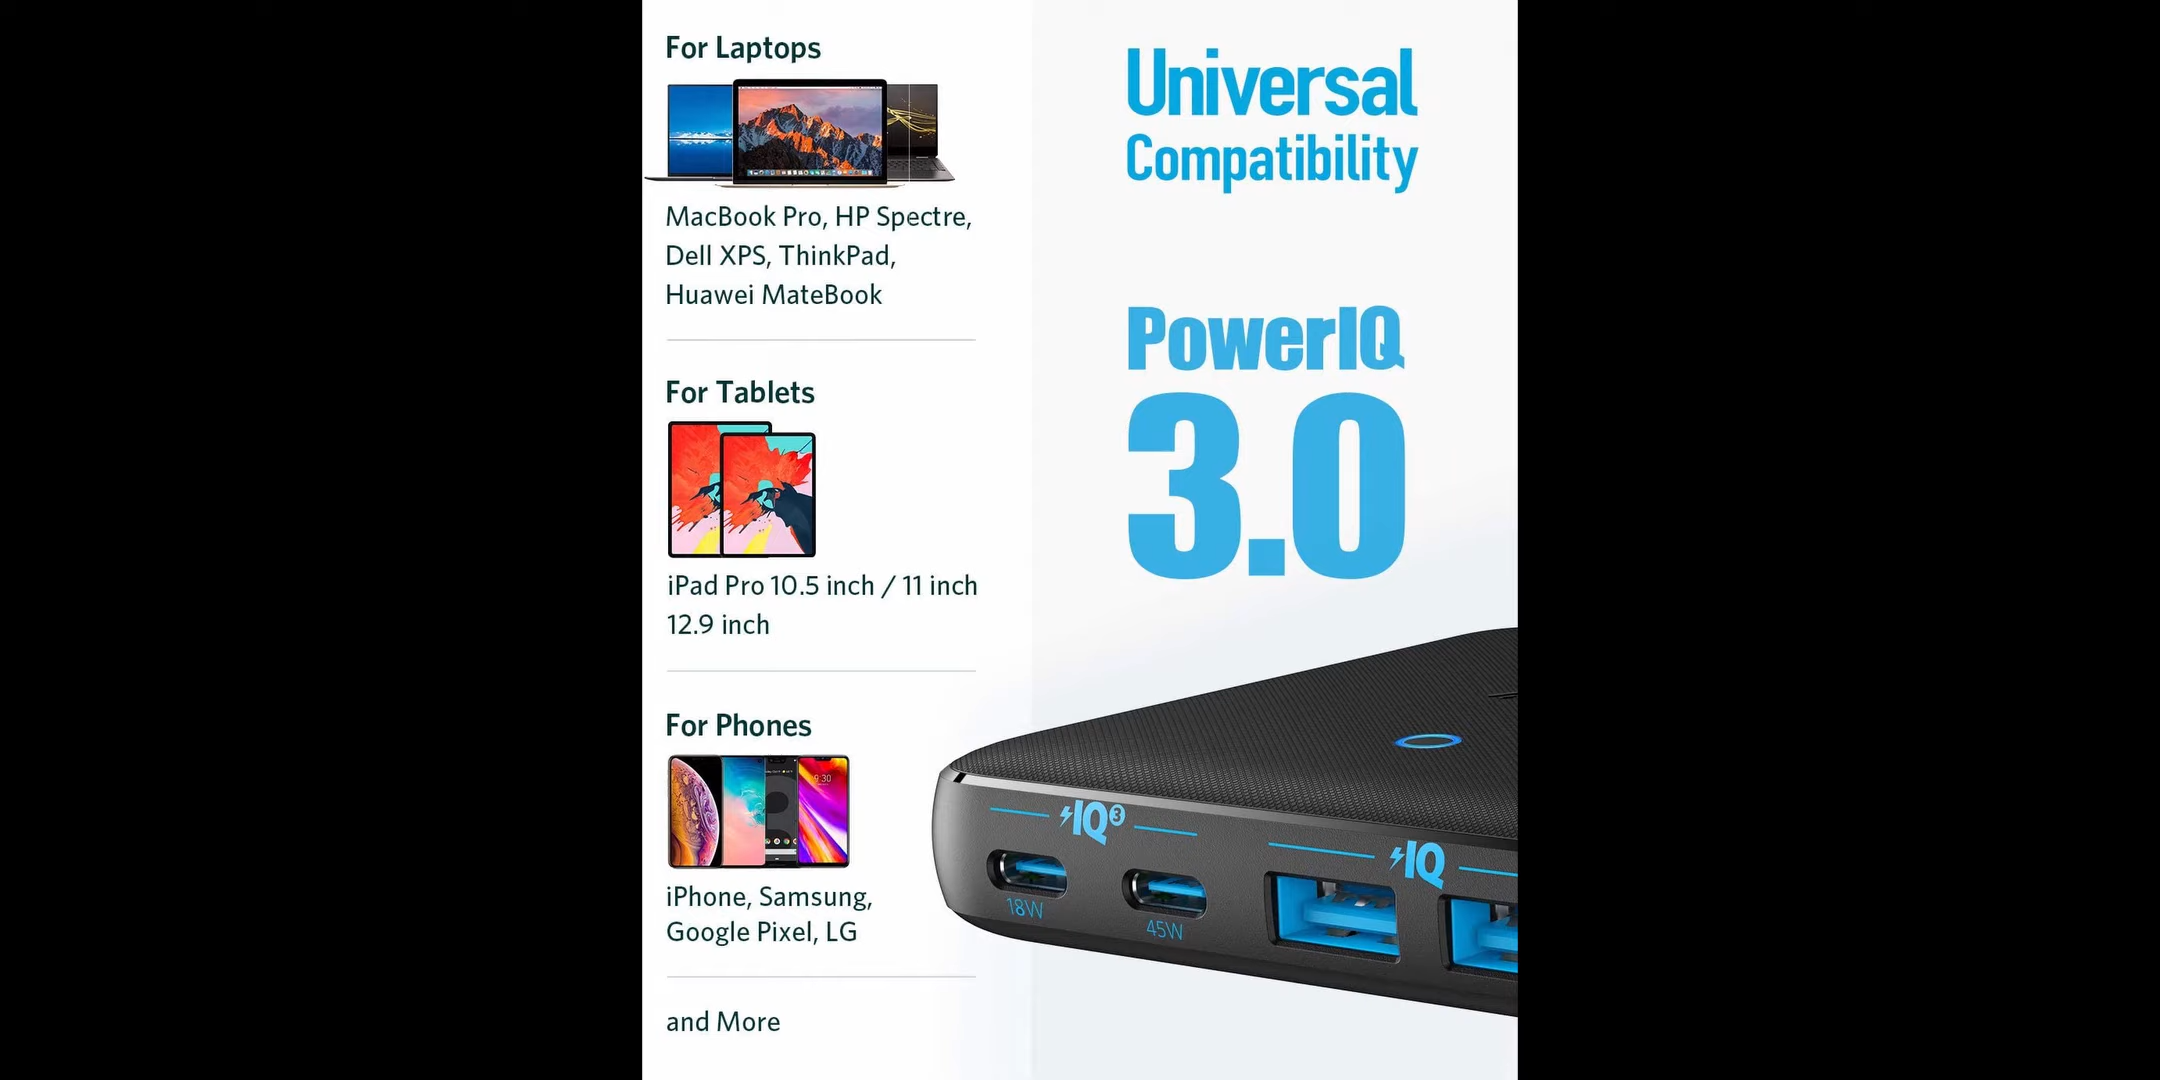 For Laptops
MacBook Pro, HP Spectre,
Dell XPS, ThinkPad,
Huawei MateBook
For Tablets
iPad Pro 10.5 inch / 11 inch
12.9 inch
For Phones
9:30
iPhone, Samsung,
Google Pixel, LG
and More
Universal
Compatibility
PowerIQ
3.0
IQ3
IQ
18W
45W